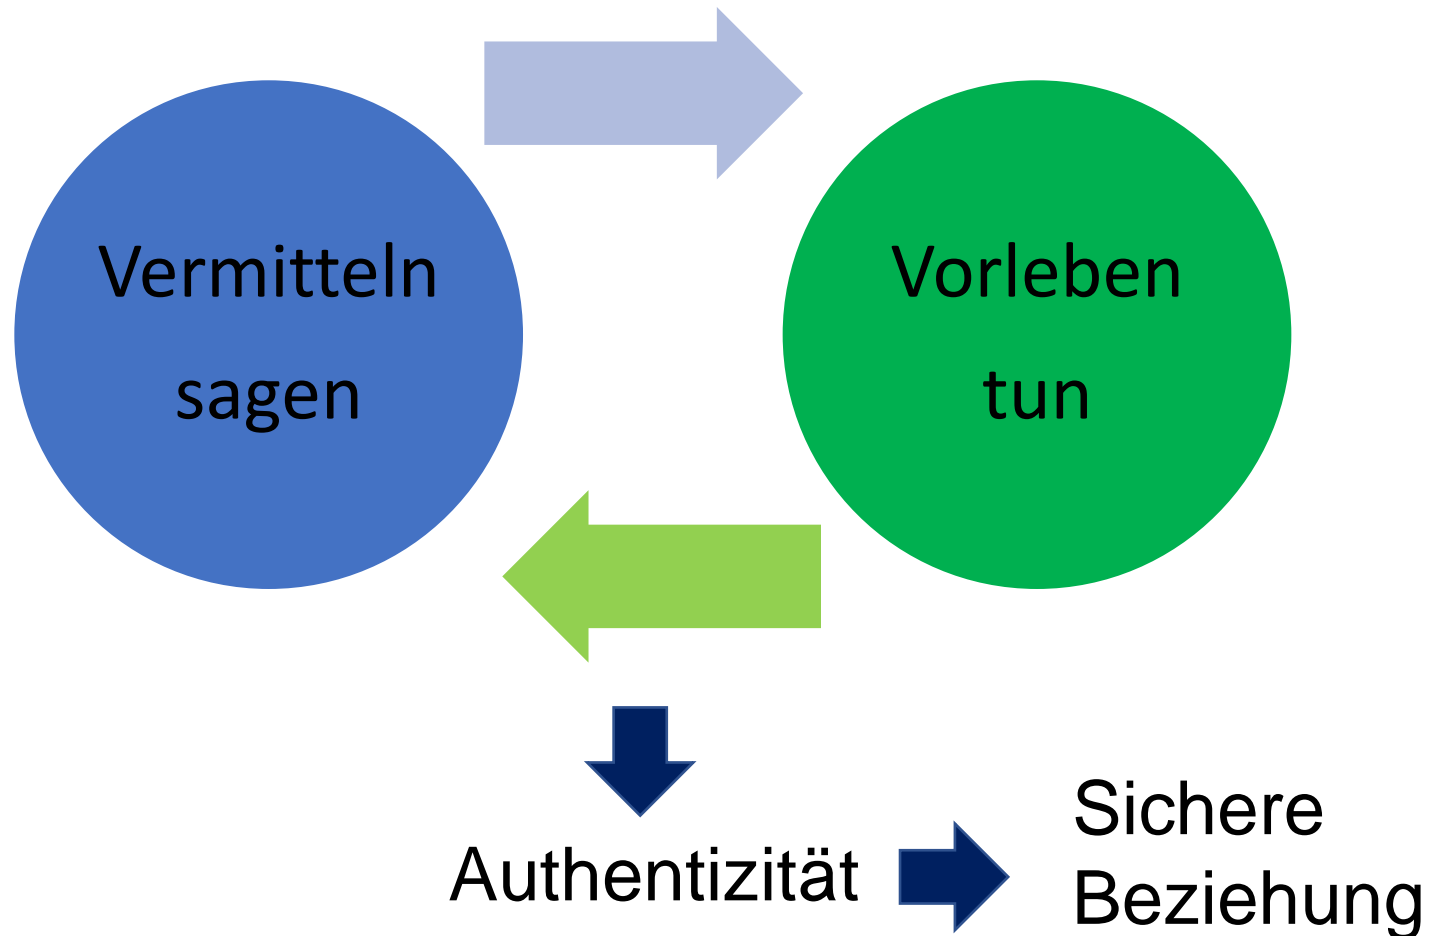 Vermitteln
sagen
Vorleben
tun
Authentizität
Sichere
Beziehung